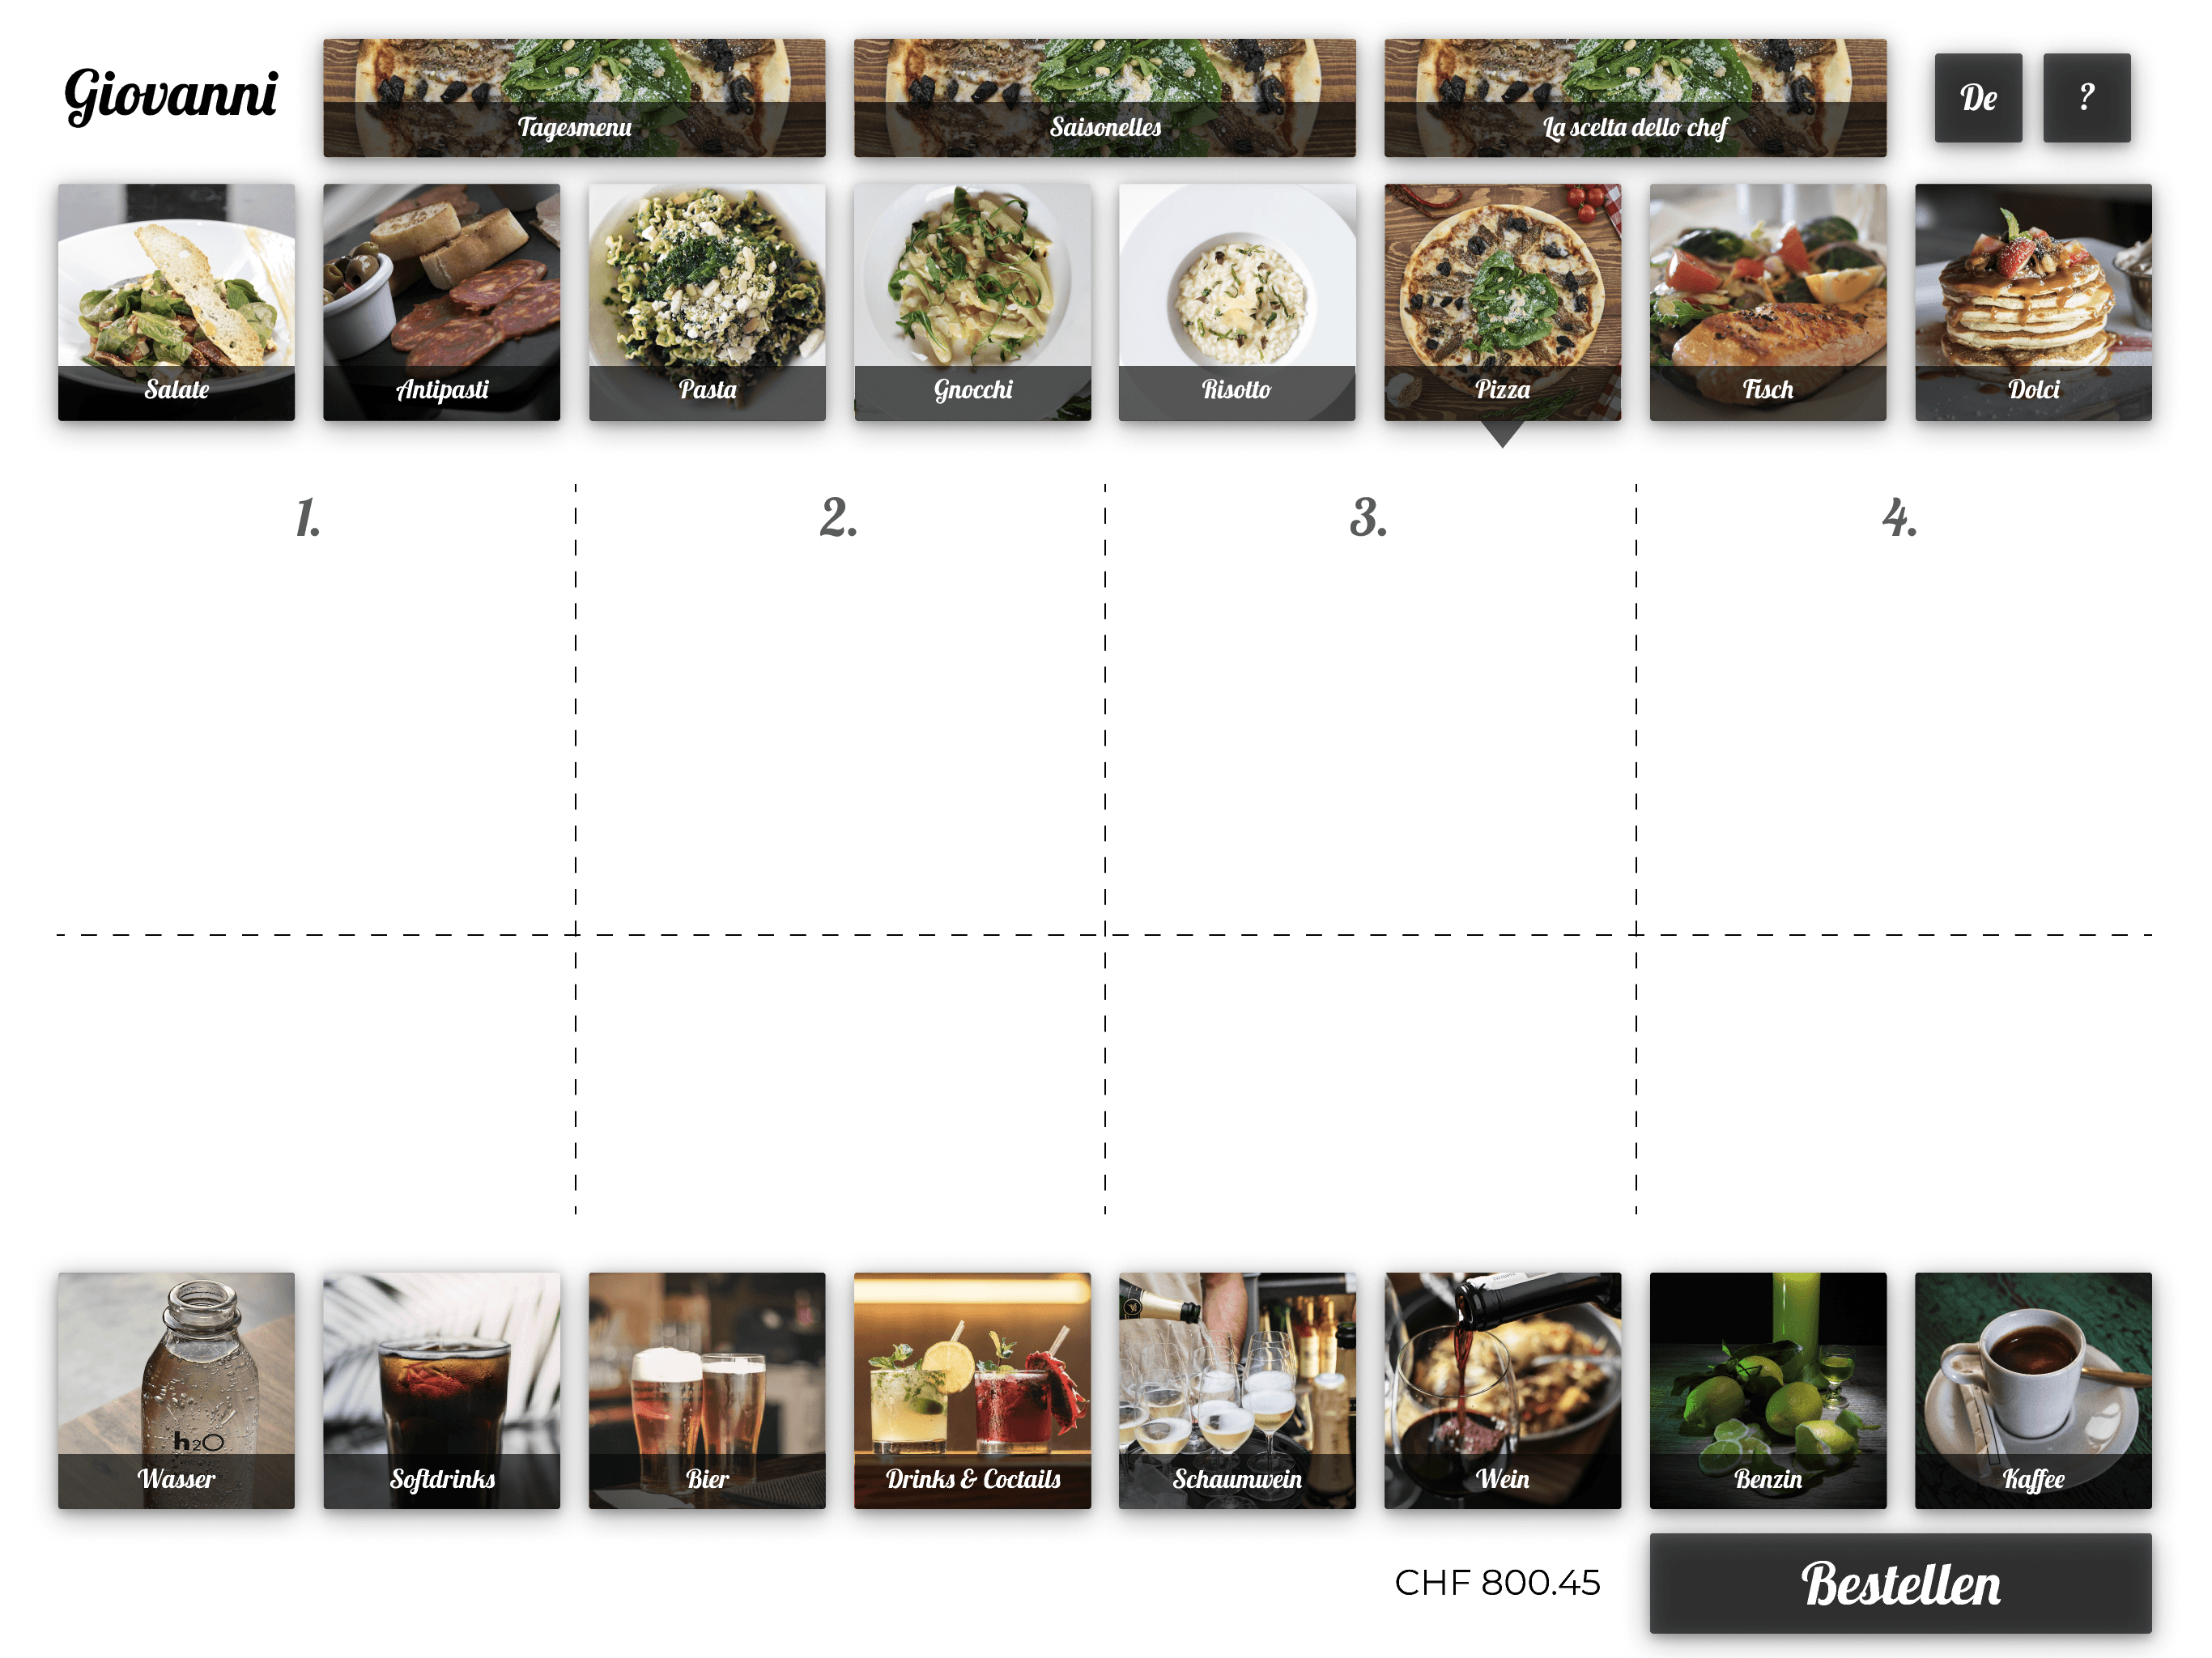 Giovanni
Tagesmenu
Saisonelles
La scelta dello chef
De
?
Salate
Antipasti
Pasta
Gnocchi
Risotto
Pizza
Fisch
Dolci
1.
2.
3.
4.
h2O
Wasser
Softdrinks
Bier
Drinks & Coctails
Schaumwein
Wein
Benzin
Kaffee
CHF 800.45
Bestellen